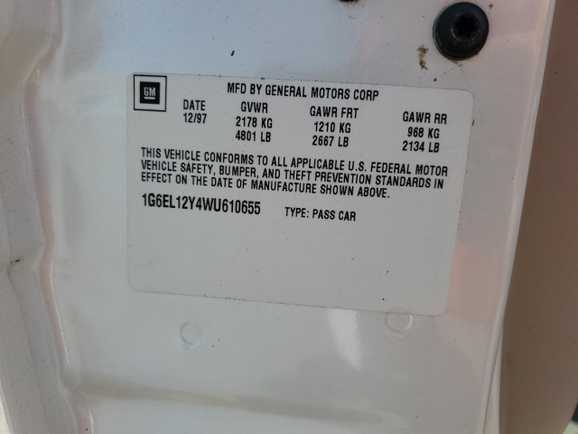 GM
MFD BY GENERAL MOTORS CORP
DATE GVWR GAWR FRT GAWR RR
12/97 2178 KG 1210 KG 968 KG
4801 LB 2667 LB 2134 LB
THIS VEHICLE CONFORMS TO ALL APPLICABLE U.S. FEDERAL MOTOR
VEHICLE SAFETY, BUMPER, AND THEFT PREVENTION STANDARDS IN
EFFECT ON THE DATE OF MANUFACTURE SHOWN ABOVE.
1G6EL12Y4WU610655 TYPE: PASS CAR